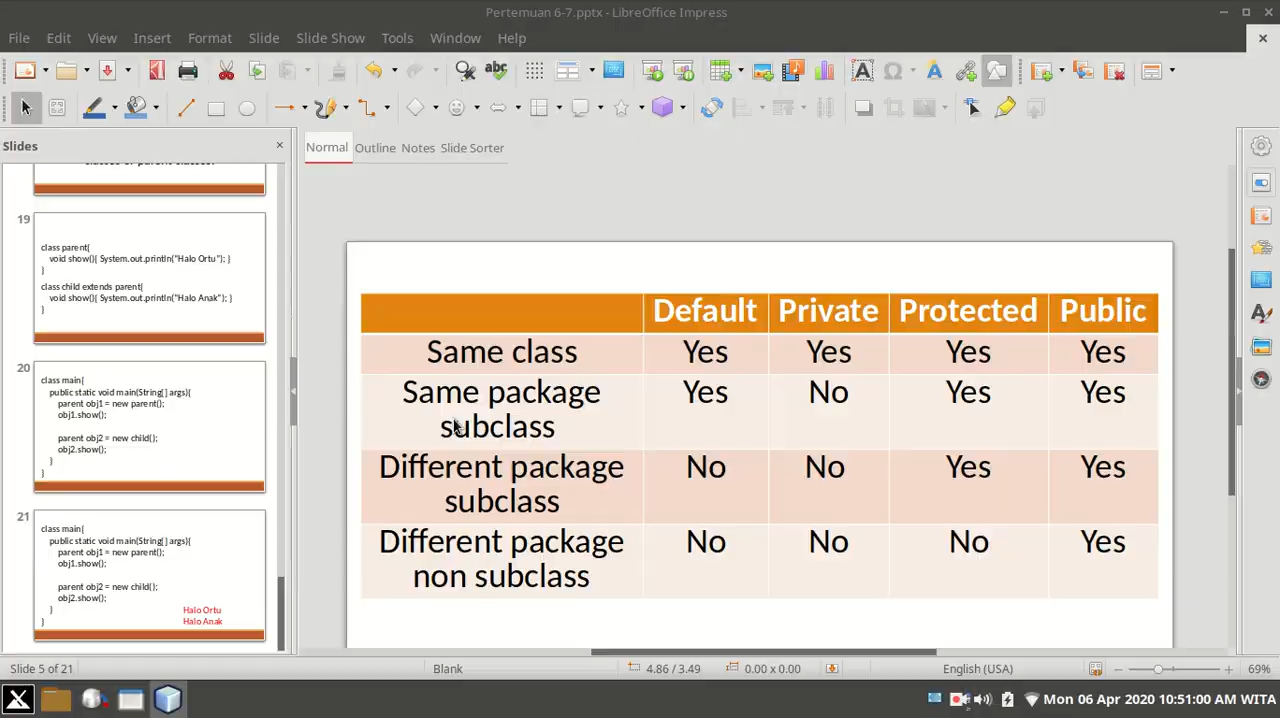 Pertemuan 6-7.pptx - LibreOffice Impress
File Edit View Insert Format Slide Slide Show Tools Window Help
Slides
Normal Outline Notes Slide Sorter
19
class parent{
void show(){ System.out.println("Halo Ortu"); }
}
class child extends parent{
void show(){ System.out.println("Halo Anak"); }
}
20
class main{
public static void main(String[] args){
parent obj1 = new parent();
obj1.show();
parent obj2 = new child();
obj2.show();
}
}
21
class main{
public static void main(String[] args){
parent obj1 = new parent();
obj1.show();
parent obj2 = new child();
obj2.show();
}
}
Halo Ortu
Halo Anak
Default Private Protected Public
Same class Yes Yes Yes Yes
Same package subclass Yes No Yes Yes
Different package subclass No No Yes Yes
Different package non subclass No No No Yes
Slide 5 of 21 Blank 4.86 / 3.49 0.00 x 0.00 English (USA) 69%
Mon 06 Apr 2020 10:51:00 AM WITA